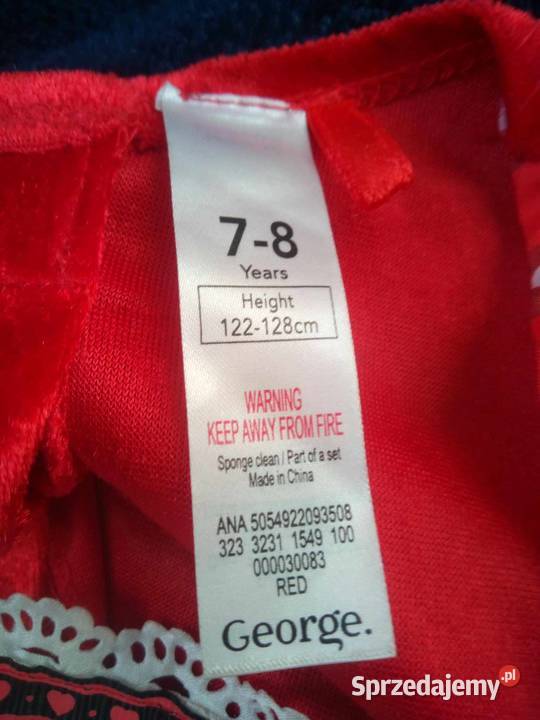 7-8
Years
Height
122-128cm
WARNING
KEEP AWAY FROM FIRE
Sponge clean / Part of a set
Made in China
ANA 5054922093508
323 3231 1549 100
000030083
RED
George.
Sprzedajemy.pl